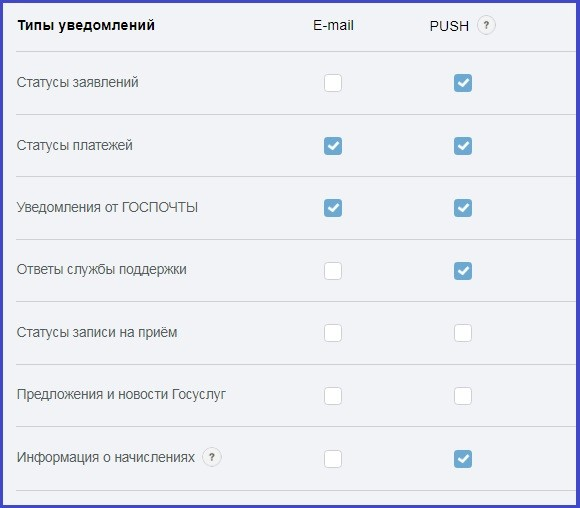 Типы уведомлений E-mail PUSH ?
Статусы заявлений
Статусы платежей
Уведомления от ГОСПОЧТЫ
Ответы службы поддержки
Статусы записи на приём
Предложения и новости Госуслуг
Информация о начислениях ?